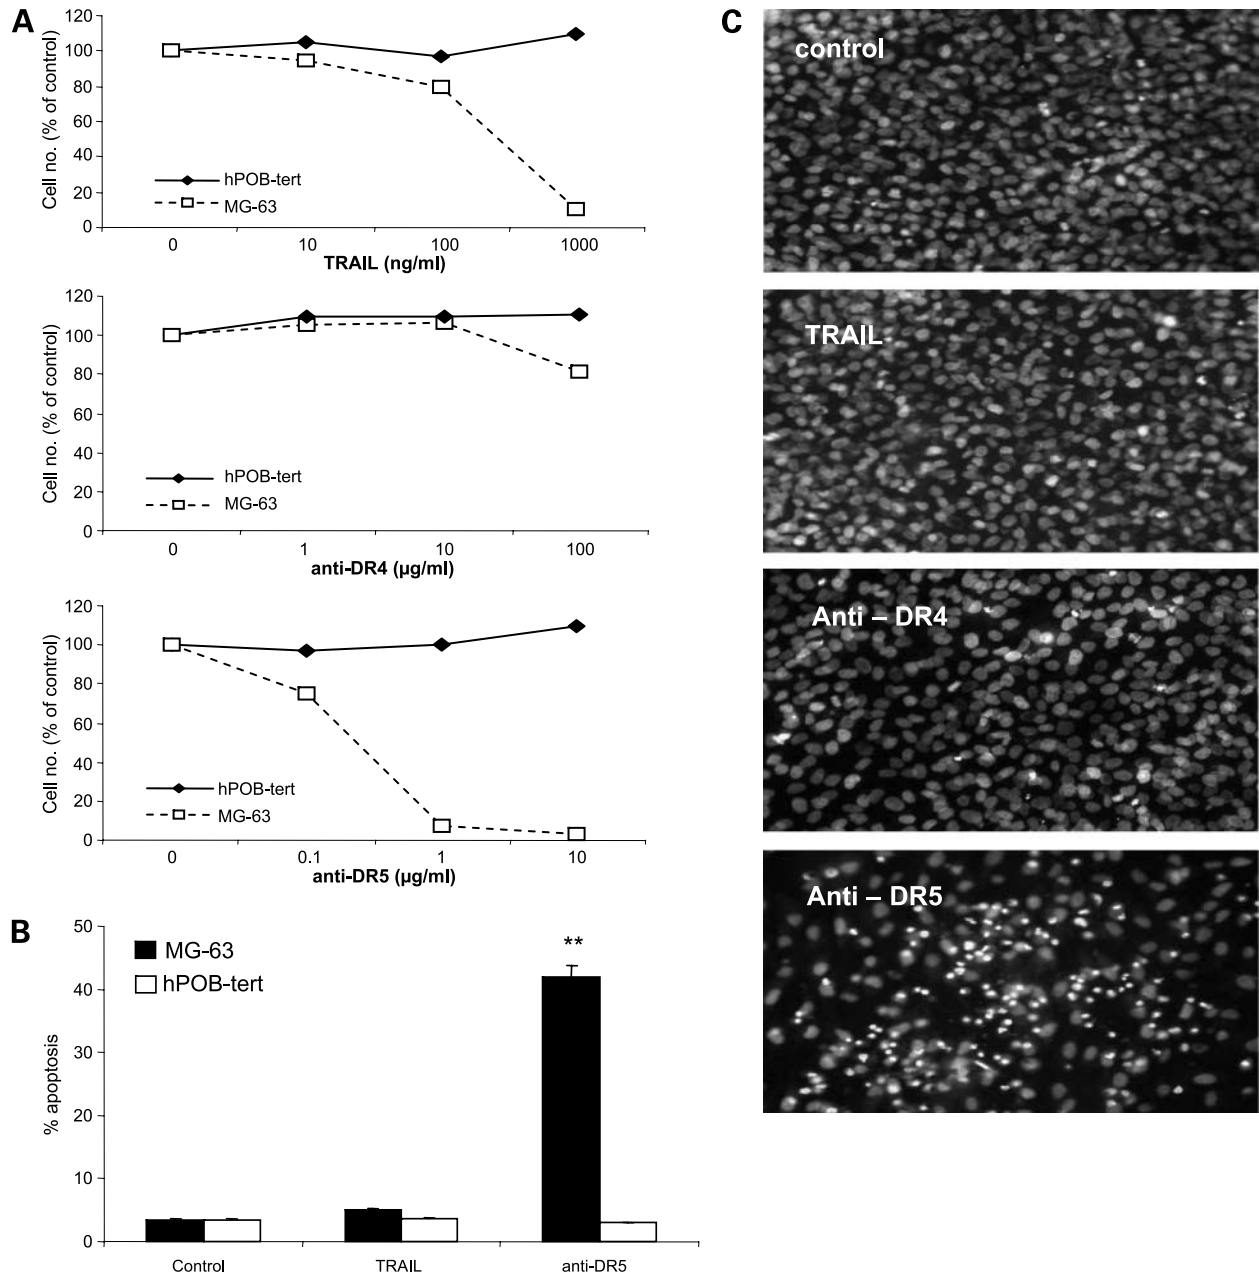 A
120
100
80
60
40
20
0
Cell no. (% of control)
hPOB-tert
MG-63
0 10 100 1000
TRAIL (ng/ml)
120
100
80
60
40
20
0
Cell no. (% of control)
hPOB-tert
MG-63
0 1 10 100
anti-DR4 (µg/ml)
120
100
80
60
40
20
0
Cell no. (% of control)
hPOB-tert
MG-63
0 0.1 1 10
anti-DR5 (µg/ml)
B
50
40
30
20
10
0
% apoptosis
MG-63
hPOB-tert
**
Control TRAIL anti-DR5
C
control
TRAIL
Anti – DR4
Anti – DR5